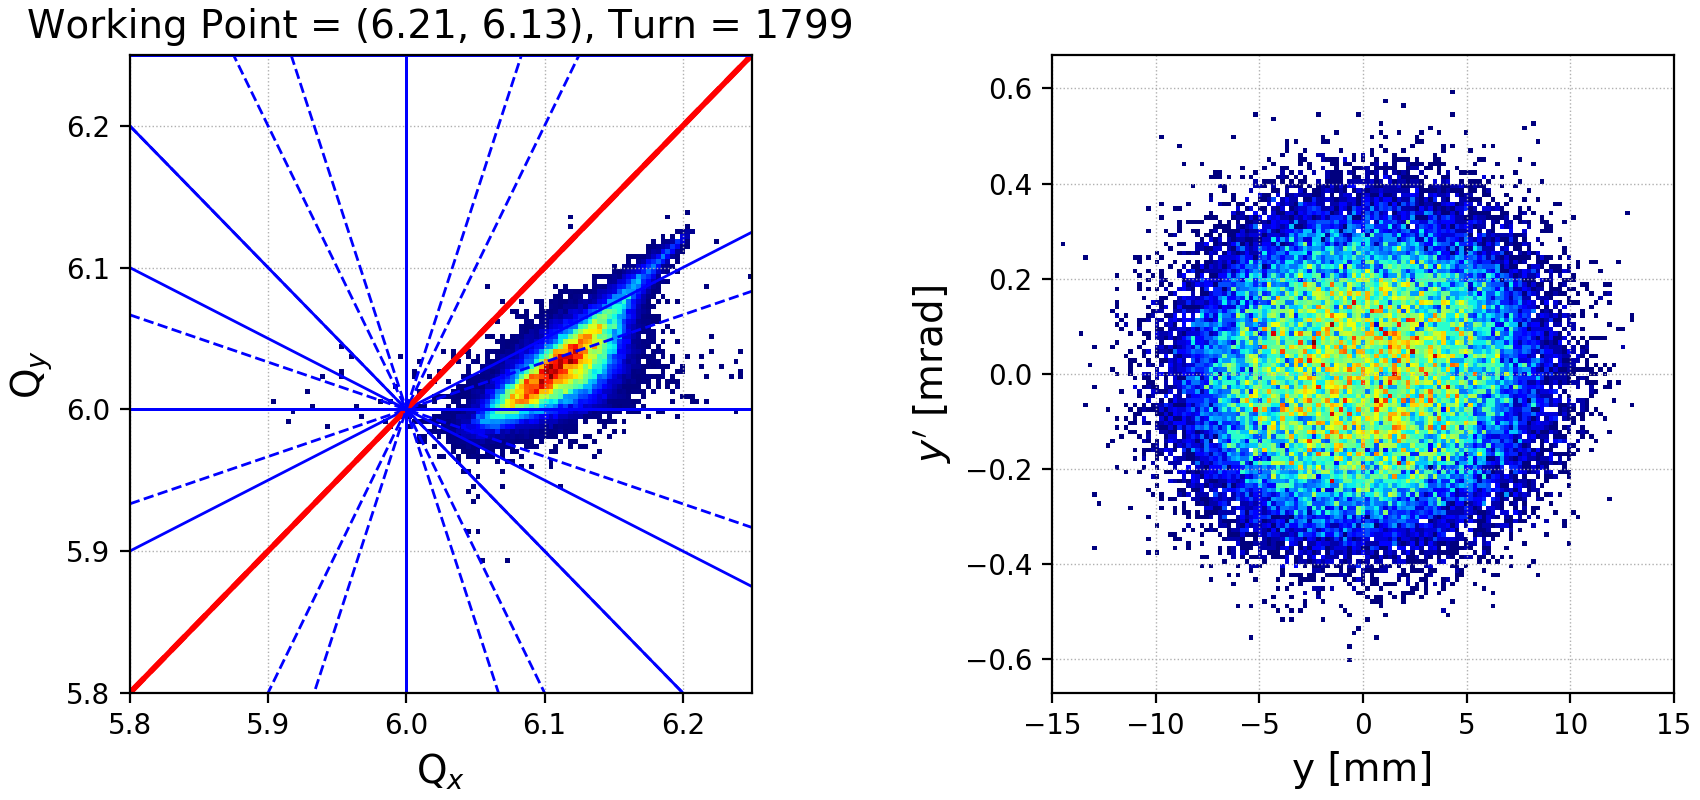 Working Point = (6.21, 6.13), Turn = 1799
6.2
6.1
6.0
5.9
5.8
Q_y
5.8 5.9 6.0 6.1 6.2
Q_x
0.6
0.4
0.2
0.0
−0.2
−0.4
−0.6
y′ [mrad]
−15 −10 −5 0 5 10 15
y [mm]